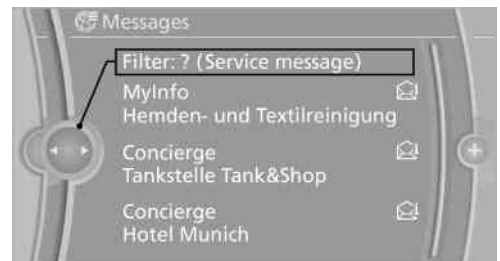 Messages
Filter: ? (Service message)
MyInfo
Hemden- und Textilreinigung
Concierge
Tankstelle Tank&Shop
Concierge
Hotel Munich